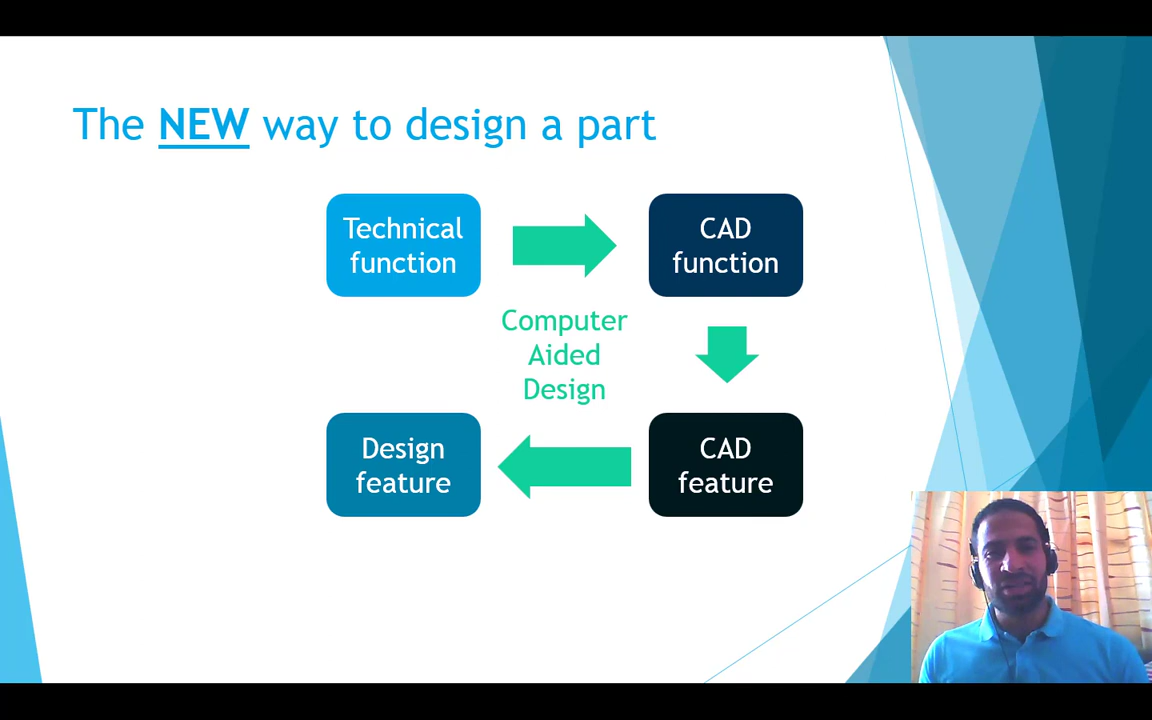 The NEW way to design a part
Technical
function
CAD
function
Computer
Aided
Design
Design
feature
CAD
feature